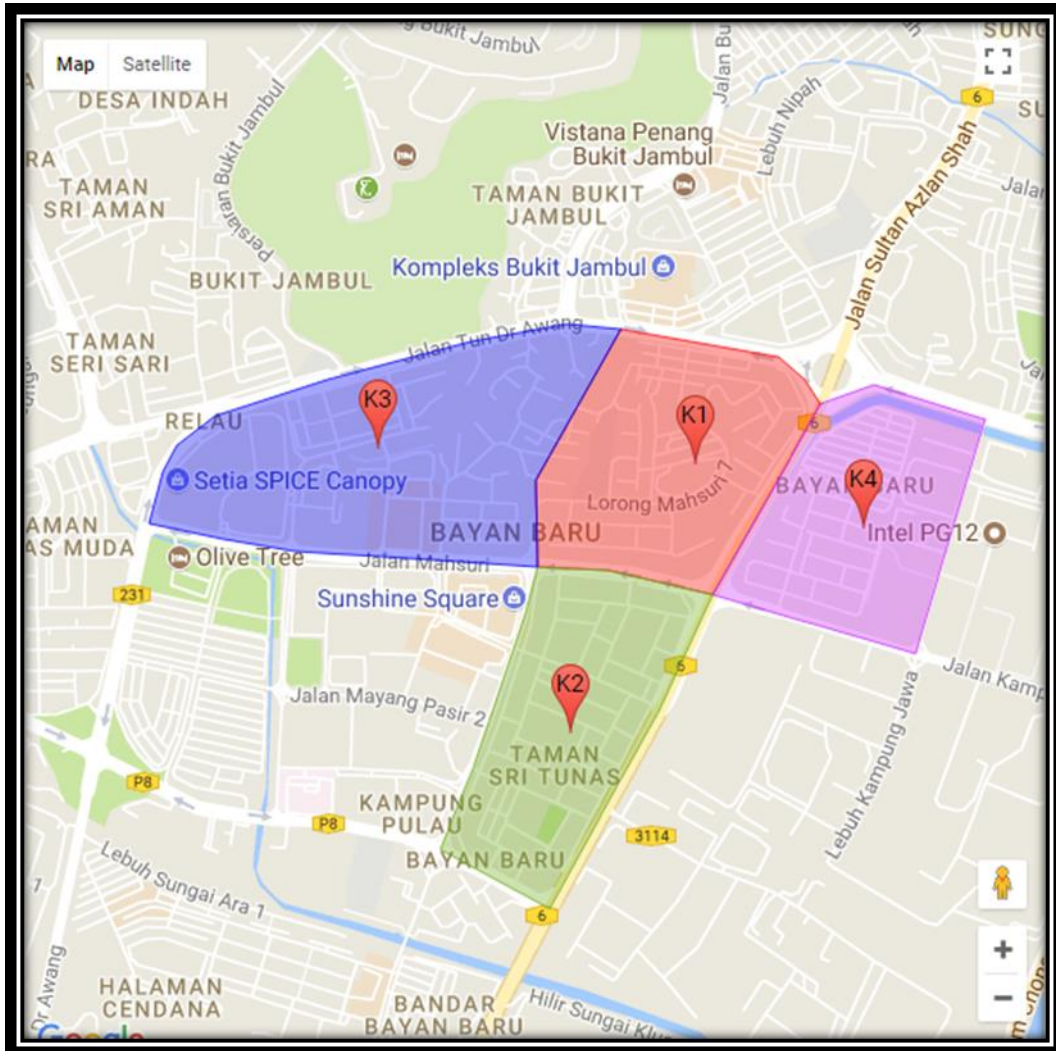 g Bukit Jambul
SUNG
Map
Satellite
DESA INDAH
Persiaran Bukit Jambul
Jalan Bu
Lebuh Nipah
6
SU
RA
TAMAN
SRI AMAN
Vistana Penang
Bukit Jambul
TAMAN BUKIT
JAMBUL
Jalan Sultan Azlan Shah
Jalan
BUKIT JAMBUL
Kompleks Bukit Jambul
TAMAN
SERI SARI
Jalan Tun Dr Awang
K3
K1
RELAU
6
Setia SPICE Canopy
Lorong Mahsuri 7
K4
BAYAN BARU
AMAN
AS MUDA
BAYAN BARU
Intel PG12
Olive Tree
Jalan Mahsuri
231
Sunshine Square
6
Jalan Kamp
K2
Jalan Mayang Pasir 2
TAMAN
SRI TUNAS
Lebuh Kampung Jawa
P8
KAMPUNG
PULAU
P8
3114
BAYAN BARU
Lebuh Sungai Ara 1
6
Dr Awang
HALAMAN
CENDANA
BANDAR
BAYAN BARU
Hilir Sungai Klu
+
−
Google